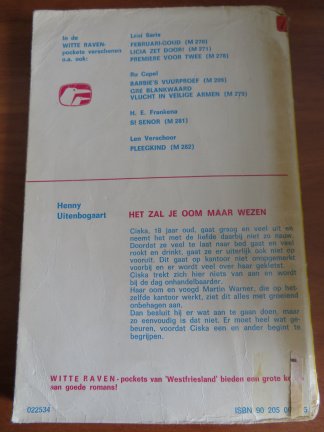 In de
WITTE RAVEN-
pockets verschenen
o.a. ook:
Leni Saris
FEBRUARI-GOUD (M 270)
LICIA ZET DOOR! (M 271)
PREMIERE VOOR TWEE (M 276)
Ru Capel
BARBIE'S VUURPROEF (M 205)
GRE BLANKWAARD
VLUCHT IN VEILIGE ARMEN (M 275)
H. E. Frankena
SI SENOR (M 281)
Len Verschoor
PLEEGKIND (M 282)
Henny
Uitenbogaart
HET ZAL JE OOM MAAR WEZEN
Ciska, 18 jaar oud, gaat graag en veel uit en
neemt het met de liefde daarbij niet zo nauw.
Doordat ze veel te laat naar bed gaat en veel
rookt en drinkt, gaat ze er uiterlijk ook niet op
vooruit. Dit gaat op kantoor niet onopgemerkt
voorbij en er wordt veel over haar gekletst.
Ciska trekt zich hier niets van aan en wordt
bij de dag onhandelbaarder.
Haar oom en voogd Martin Warner, die op het-
zelfde kantoor werkt, ziet dit alles met groeiend
onbehagen aan.
Dan besluit hij er wat aan te gaan doen, maar
zo eenvoudig is dat niet. Er moet heel wat ge-
beuren, voordat Ciska een en ander begint te
begrijpen.
WITTE RAVEN-pockets van 'Westfriesland' bieden een grote k
aan goede romans!
022534
ISBN 90 205 0